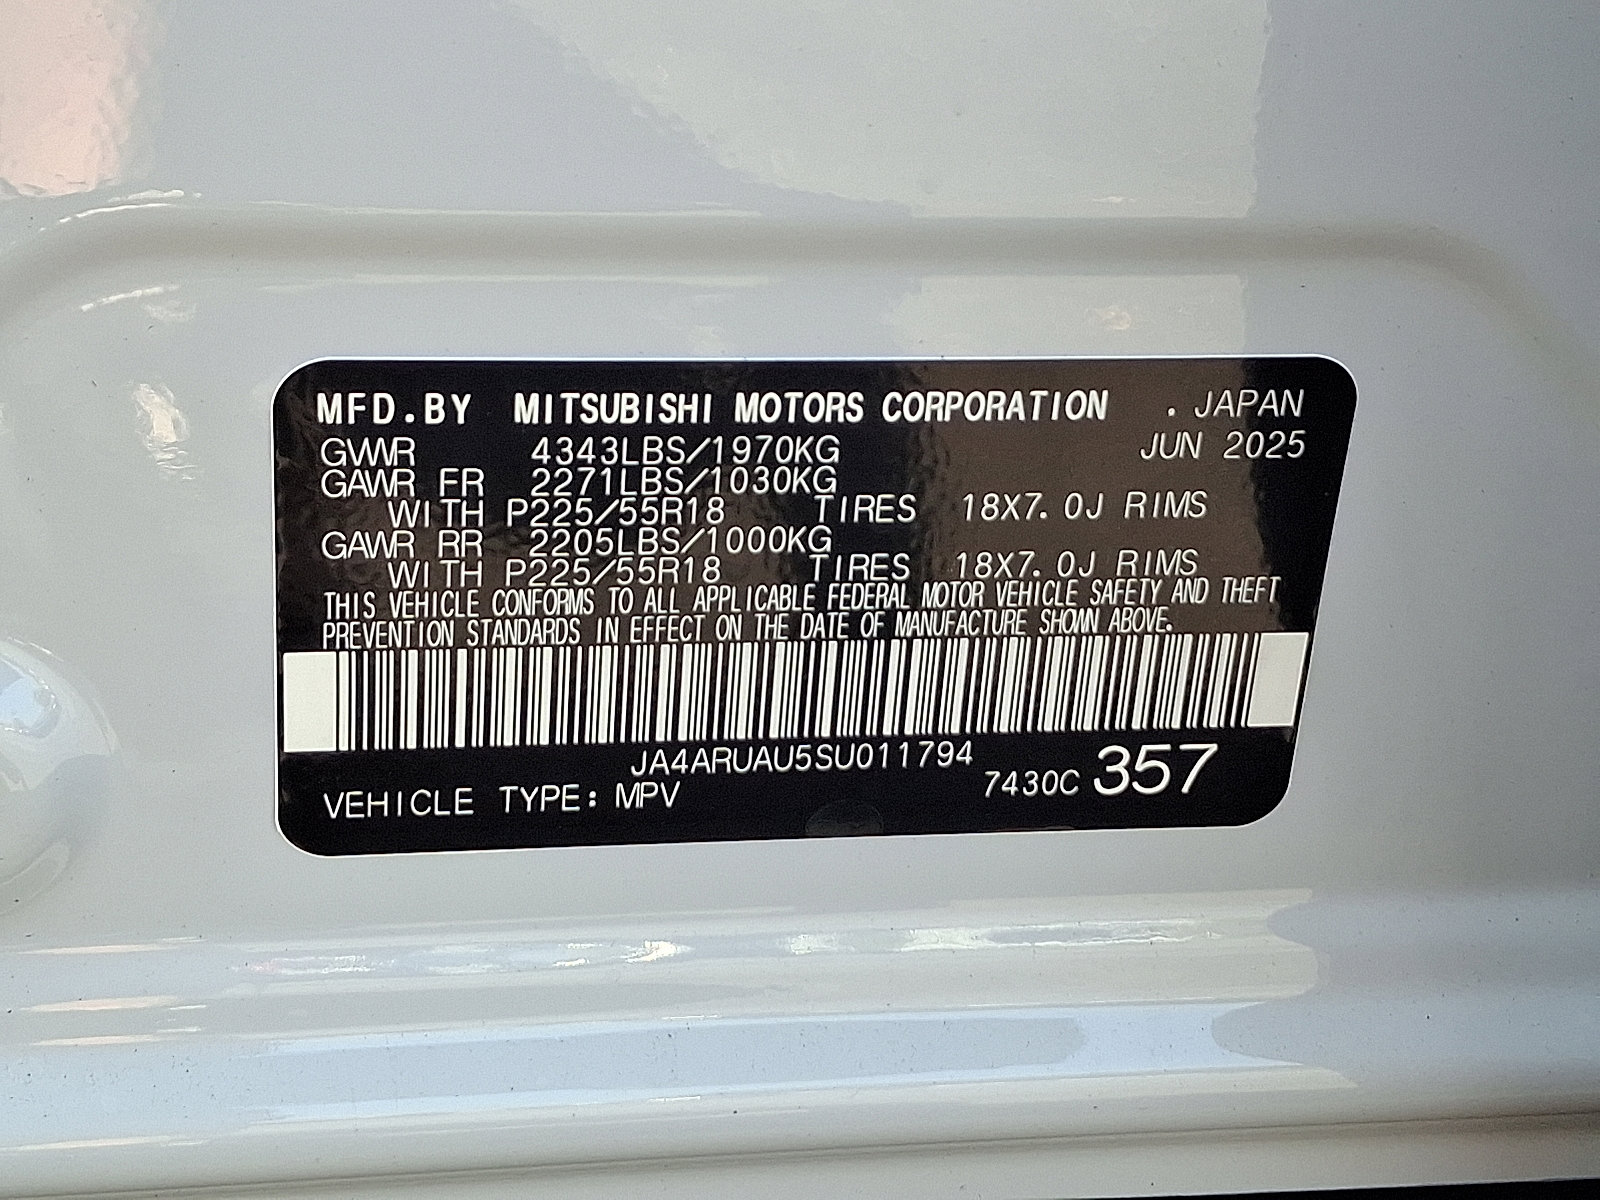 MFD.BY MITSUBISHI MOTORS CORPORATION . JAPAN
GVWR 4343LBS/1970KG JUN 2025
GAWR FR 2271LBS/1030KG
WITH P225/55R18 TIRES 18X7.0J RIMS
GAWR RR 2205LBS/1000KG
WITH P225/55R18 TIRES 18X7.0J RIMS
THIS VEHICLE CONFORMS TO ALL APPLICABLE FEDERAL MOTOR VEHICLE SAFETY AND THEFT
PREVENTION STANDARDS IN EFFECT ON THE DATE OF MANUFACTURE SHOWN ABOVE.
JA4ARUAU5SU011794
VEHICLE TYPE: MPV 7430C 357